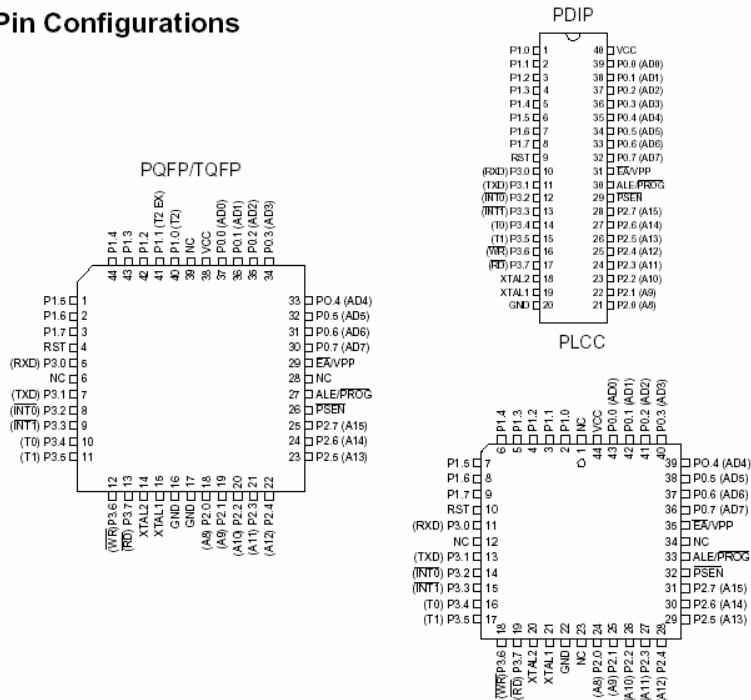 Pin Configurations
PDIP
P1.0 1 40 VCC
P1.1 2 39 P0.0 (AD0)
P1.2 3 38 P0.1 (AD1)
P1.3 4 37 P0.2 (AD2)
P1.4 5 36 P0.3 (AD3)
P1.5 6 35 P0.4 (AD4)
P1.6 7 34 P0.5 (AD5)
P1.7 8 33 P0.6 (AD6)
RST 9 32 P0.7 (AD7)
(RXD) P3.0 10 31 EA/VPP
(TXD) P3.1 11 30 ALE/PROG
(INT0) P3.2 12 29 PSEN
(INT1) P3.3 13 28 P2.7 (A15)
(T0) P3.4 14 27 P2.6 (A14)
(T1) P3.5 15 26 P2.5 (A13)
(WR) P3.6 16 25 P2.4 (A12)
(RD) P3.7 17 24 P2.3 (A11)
XTAL2 18 23 P2.2 (A10)
XTAL1 19 22 P2.1 (A9)
GND 20 21 P2.0 (A8)
PQFP/TQFP
44 P1.4
43 P1.3
42 P1.2
41 P1.1 (T2 EX)
40 P1.0 (T2)
39 NC
38 VCC
37 P0.0 (AD0)
36 P0.1 (AD1)
35 P0.2 (AD2)
34 P0.3 (AD3)
P1.5 1 33 PO.4 (AD4)
P1.6 2 32 P0.5 (AD5)
P1.7 3 31 P0.6 (AD6)
RST 4 30 P0.7 (AD7)
(RXD) P3.0 5 29 EA/VPP
NC 6 28 NC
(TXD) P3.1 7 27 ALE/PROG
(INT0) P3.2 8 26 PSEN
(INT1) P3.3 9 25 P2.7 (A15)
(T0) P3.4 10 24 P2.6 (A14)
(T1) P3.5 11 23 P2.5 (A13)
(WR) P3.6 12
(RD) P3.7 13
XTAL2 14
XTAL1 15
GND 16
GND 17
(A8) P2.0 18
(A9) P2.1 19
(A10) P2.2 20
(A11) P2.3 21
(A12) P2.4 22
PLCC
6 P1.4
5 P1.3
4 P1.2
3 P1.1
2 P1.0
1 NC
44 VCC
43 P0.0 (AD0)
42 P0.1 (AD1)
41 P0.2 (AD2)
40 P0.3 (AD3)
P1.5 7 39 PO.4 (AD4)
P1.6 8 38 P0.5 (AD5)
P1.7 9 37 P0.6 (AD6)
RST 10 36 P0.7 (AD7)
(RXD) P3.0 11 35 EA/VPP
NC 12 34 NC
(TXD) P3.1 13 33 ALE/PROG
(INT0) P3.2 14 32 PSEN
(INT1) P3.3 15 31 P2.7 (A15)
(T0) P3.4 16 30 P2.6 (A14)
(T1) P3.5 17 29 P2.5 (A13)
(WR) P3.6 18
(RD) P3.7 19
XTAL2 20
XTAL1 21
GND 22
NC 23
(A8) P2.0 24
(A9) P2.1 25
(A10) P2.2 26
(A11) P2.3 27
(A12) P2.4 28